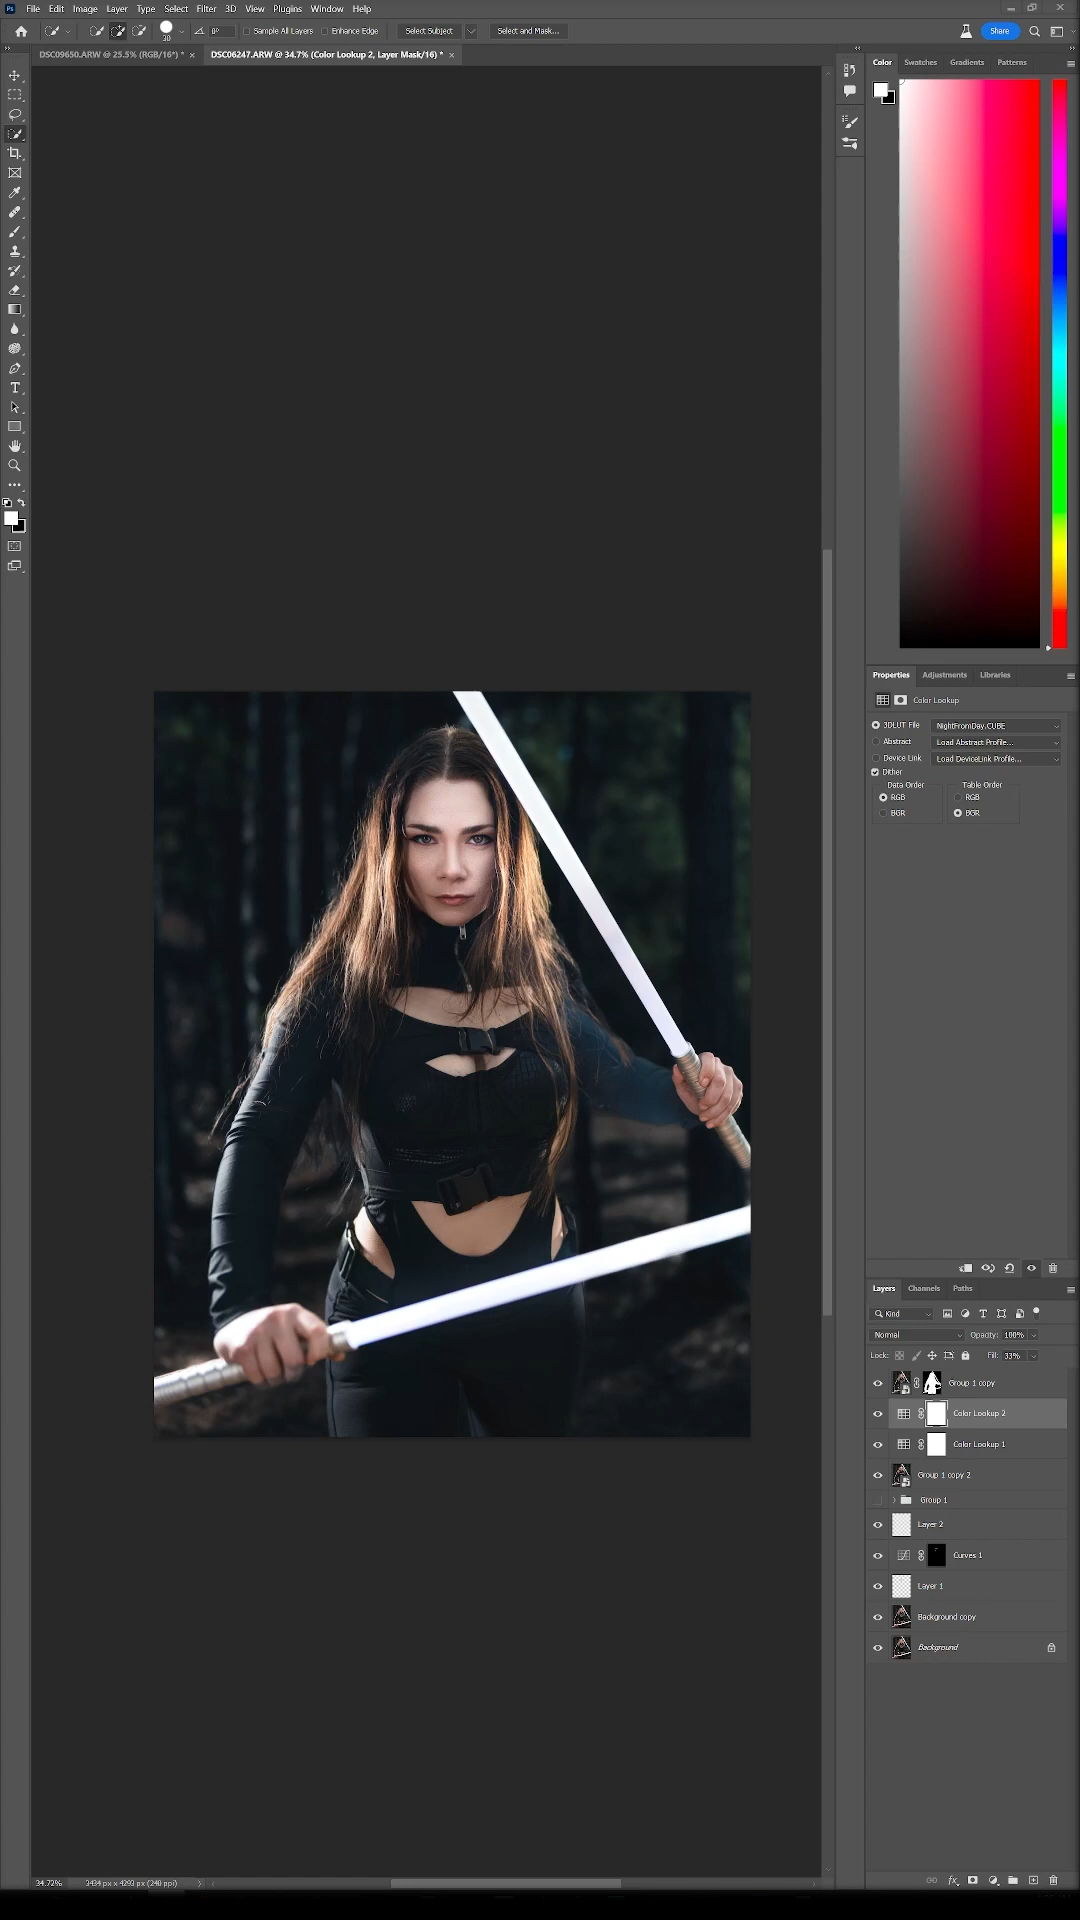 Ps File Edit Image Layer Type Select Filter 3D View Plugins Window Help
30 0° Sample All Layers Enhance Edge Select Subject Select and Mask... Share
DSC09650.ARW @ 25.5% (RGB/16*) * × DSC06247.ARW @ 34.7% (Color Lookup 2, Layer Mask/16) * ×
Color Swatches Gradients Patterns
Properties Adjustments Libraries
Color Lookup
3DLUT File NightFromDay.CUBE
Abstract Load Abstract Profile...
Device Link Load DeviceLink Profile...
Dither
Data Order Table Order
RGB RGB
BGR BGR
Layers Channels Paths
Kind
Normal Opacity: 100%
Lock: Fill: 33%
Group 1 copy
Color Lookup 2
Color Lookup 1
Group 1 copy 2
Group 1
Layer 2
Curves 1
Layer 1
Background copy
Background
34.72% 3434 px x 4293 px (240 ppi)
fx